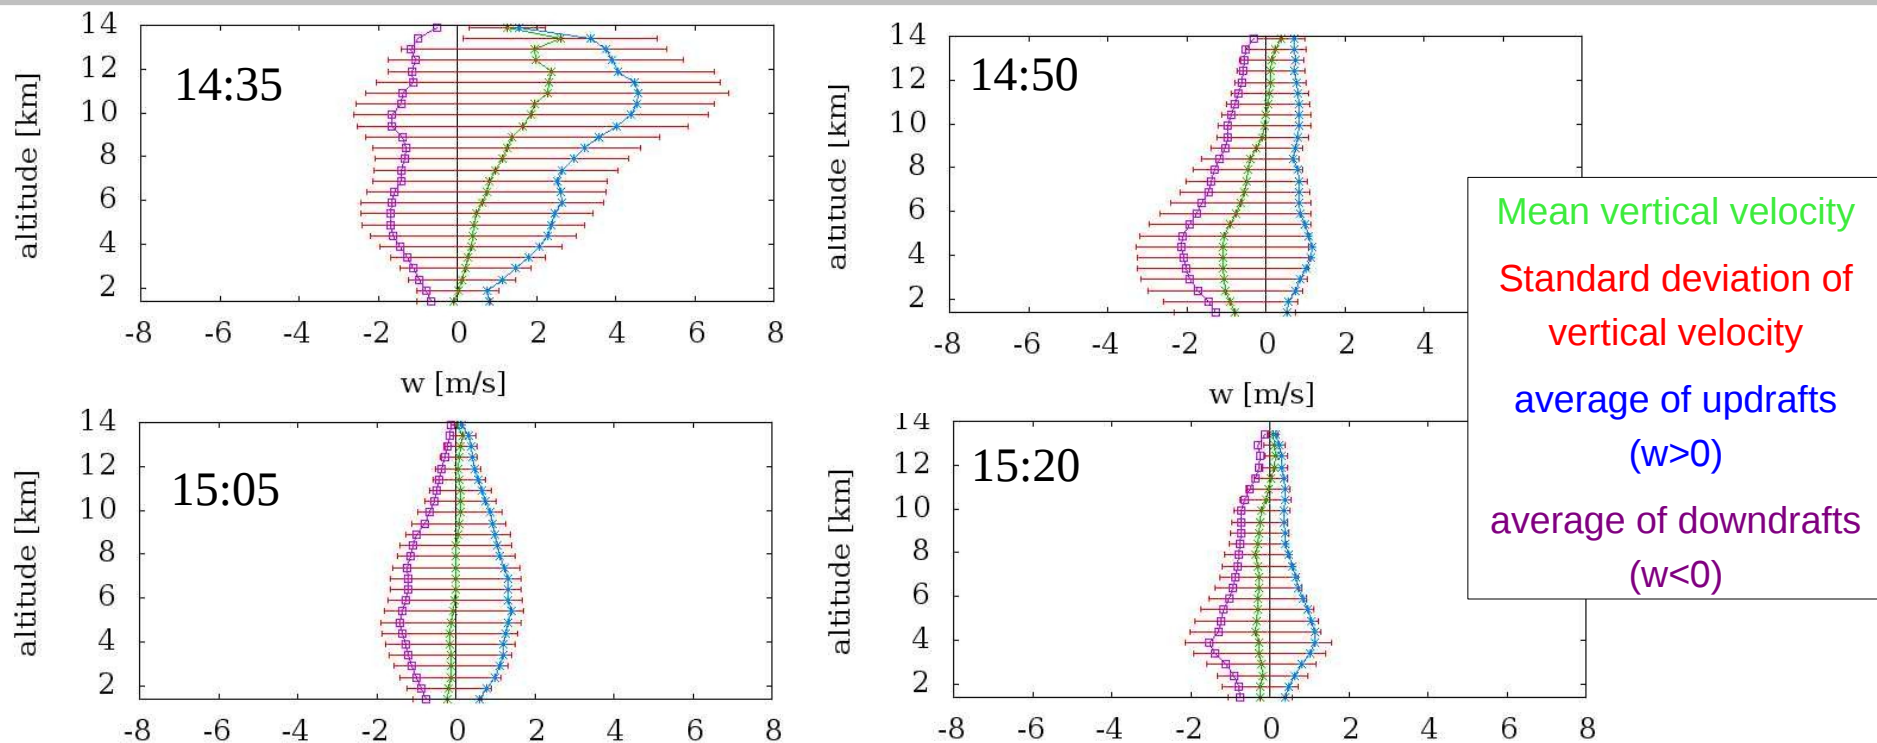 14
12
10
8
6
4
2
altitude [km]
14:35
-8 -6 -4 -2 0 2 4 6 8
w [m/s]
14
12
10
8
6
4
2
altitude [km]
14:50
-8 -6 -4 -2 0 2 4
w [m/s]
Mean vertical velocity
Standard deviation of
vertical velocity
average of updrafts
(w>0)
average of downdrafts
(w<0)
14
12
10
8
6
4
2
altitude [km]
15:05
-8 -6 -4 -2 0 2 4 6 8
14
12
10
8
6
4
2
altitude [km]
15:20
-8 -6 -4 -2 0 2 4 6 8